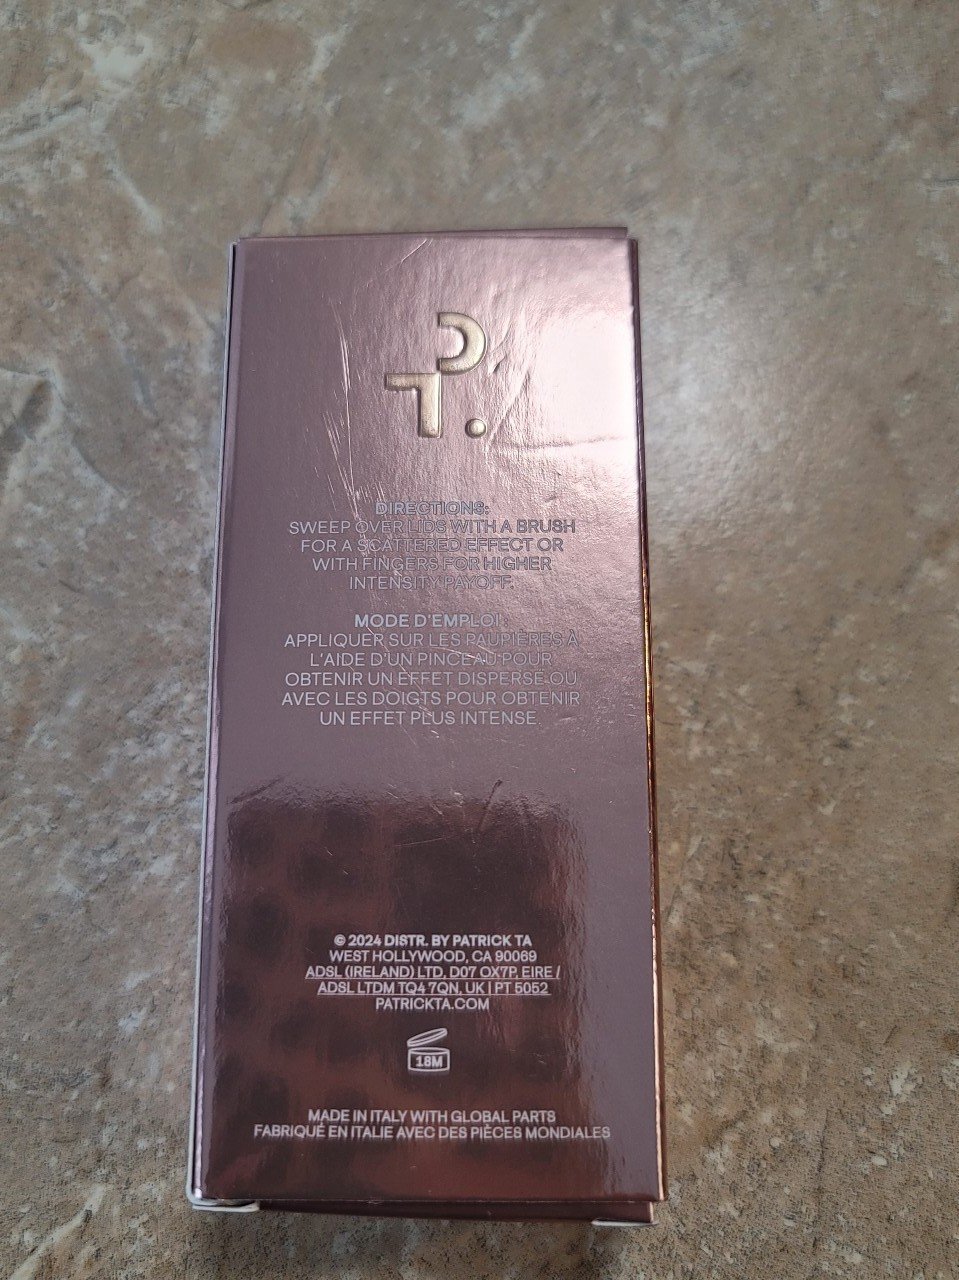 PT.
DIRECTIONS:
SWEEP OVER LIDS WITH A BRUSH
FOR A SCATTERED EFFECT OR
WITH FINGERS FOR HIGHER
INTENSITY PAYOFF.
MODE D'EMPLOI :
APPLIQUER SUR LES PAUPIÈRES À
L'AIDE D'UN PINCEAU POUR
OBTENIR UN EFFET DISPERSÉ OU
AVEC LES DOIGTS POUR OBTENIR
UN EFFET PLUS INTENSE.
© 2024 DISTR. BY PATRICK TA
WEST HOLLYWOOD, CA 90069
ADSL (IRELAND) LTD, D07 OX7P, EIRE /
ADSL LTDM TQ4 7QN, UK | PT 5052
PATRICKTA.COM
18M
MADE IN ITALY WITH GLOBAL PARTS
FABRIQUÉ EN ITALIE AVEC DES PIÈCES MONDIALES